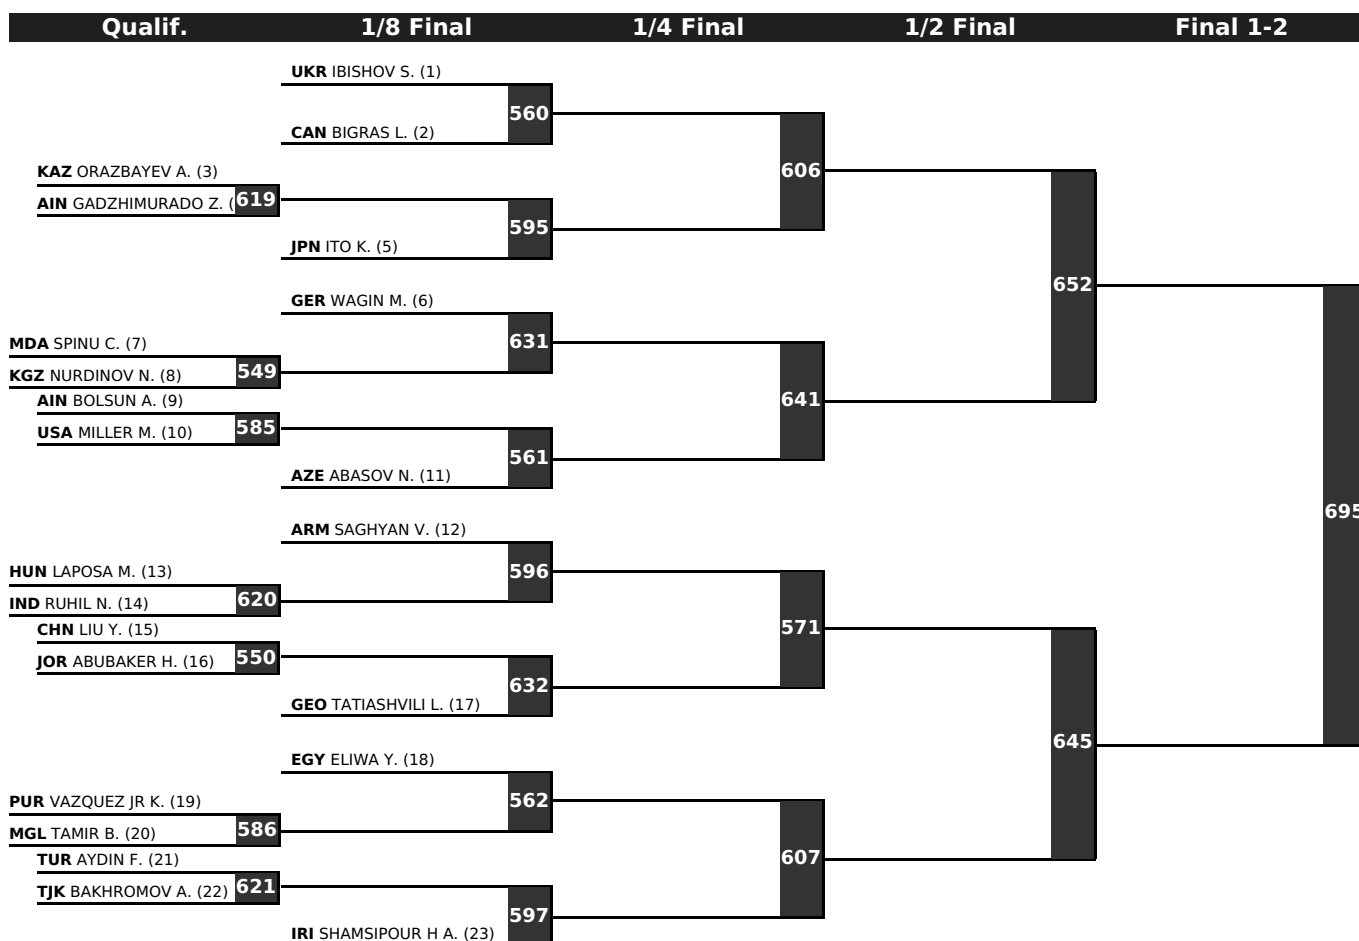 Qualif. 1/8 Final 1/4 Final 1/2 Final Final 1-2
UKR IBISHOV S. (1)
560
CAN BIGRAS L. (2)
KAZ ORAZBAYEV A. (3)
606
AIN GADZHIMURADO Z. ( 619
595
JPN ITO K. (5)
652
GER WAGIN M. (6)
631
MDA SPINU C. (7)
KGZ NURDINOV N. (8) 549
AIN BOLSUN A. (9)
641
USA MILLER M. (10) 585
561
AZE ABASOV N. (11)
695
ARM SAGHYAN V. (12)
596
HUN LAPOSA M. (13)
IND RUHIL N. (14) 620
CHN LIU Y. (15)
571
JOR ABUBAKER H. (16) 550
632
GEO TATIASHVILI L. (17)
645
EGY ELIWA Y. (18)
562
PUR VAZQUEZ JR K. (19)
MGL TAMIR B. (20) 586
TUR AYDIN F. (21)
607
TJK BAKHROMOV A. (22) 621
597
IRI SHAMSIPOUR H A. (23)